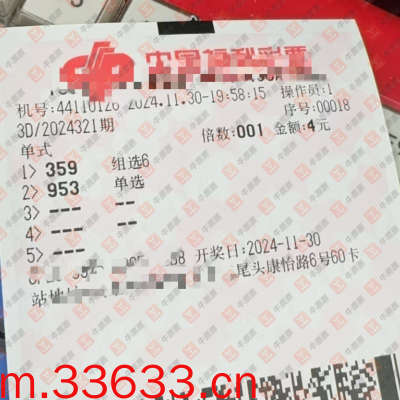 中国福利彩票
机号:44110126 2024.11.30-19:58:15 操作员:1
序号:00018
3D/2024321期 倍数:001 金额:4元
单式
1> 359 组选6
2> 953 单选
3> --- --
4> --- --
5> --- --
开奖日:2024-11-30
尾头康怡路6号60卡
站地
m.33633.cn